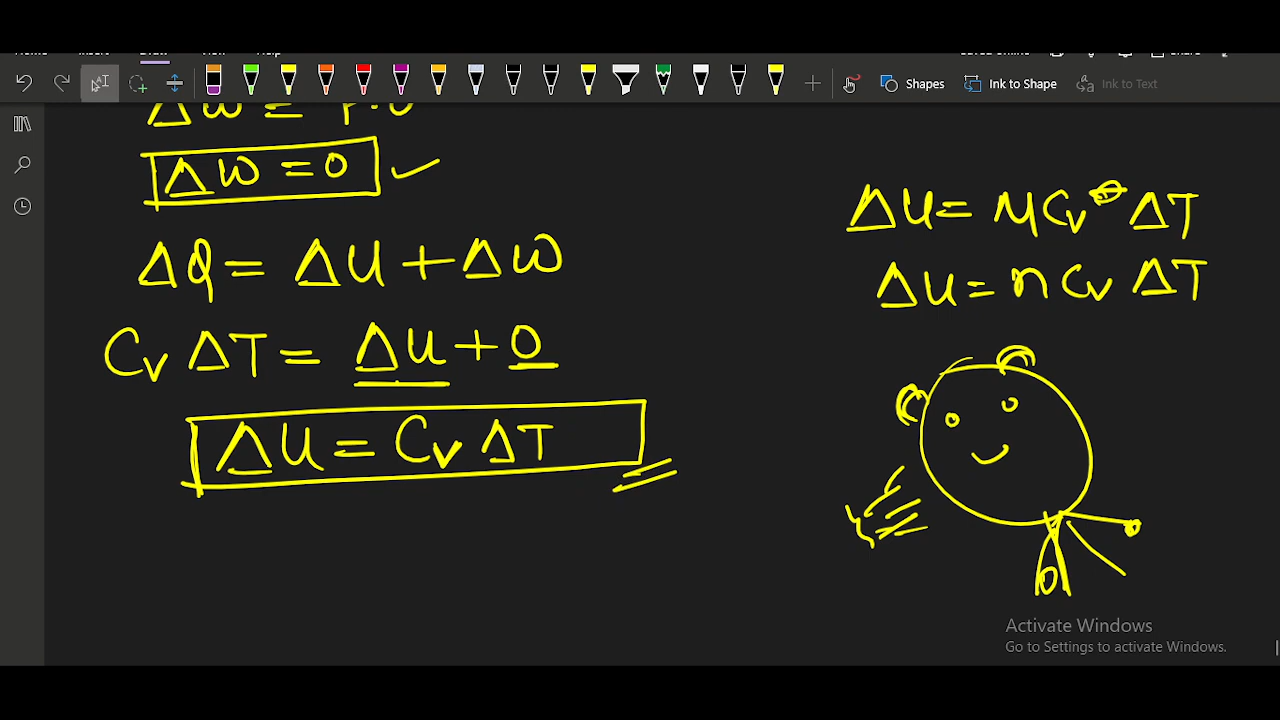 Shapes
Ink to Shape
Ink to Text
ΔW = 0
ΔQ = ΔU + ΔW
Cv ΔT = ΔU + 0
ΔU = Cv ΔT
ΔU = μCv ΔT
ΔU = nCv ΔT
Activate Windows
Go to Settings to activate Windows.